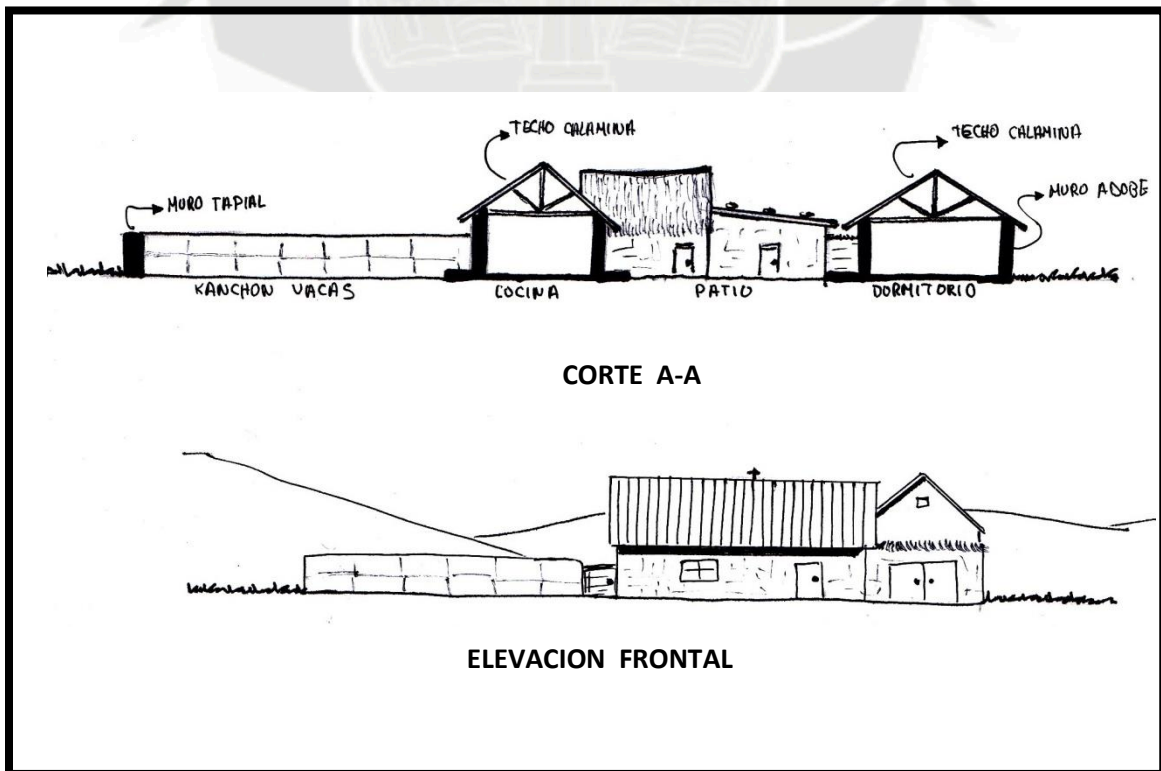 TECHO CALAMINA
TECHO CALAMINA
MURO TAPIAL
MURO ADOBE
KANCHON VACAS
COCINA
PATIO
DORMITORIO
CORTE A-A
ELEVACION FRONTAL